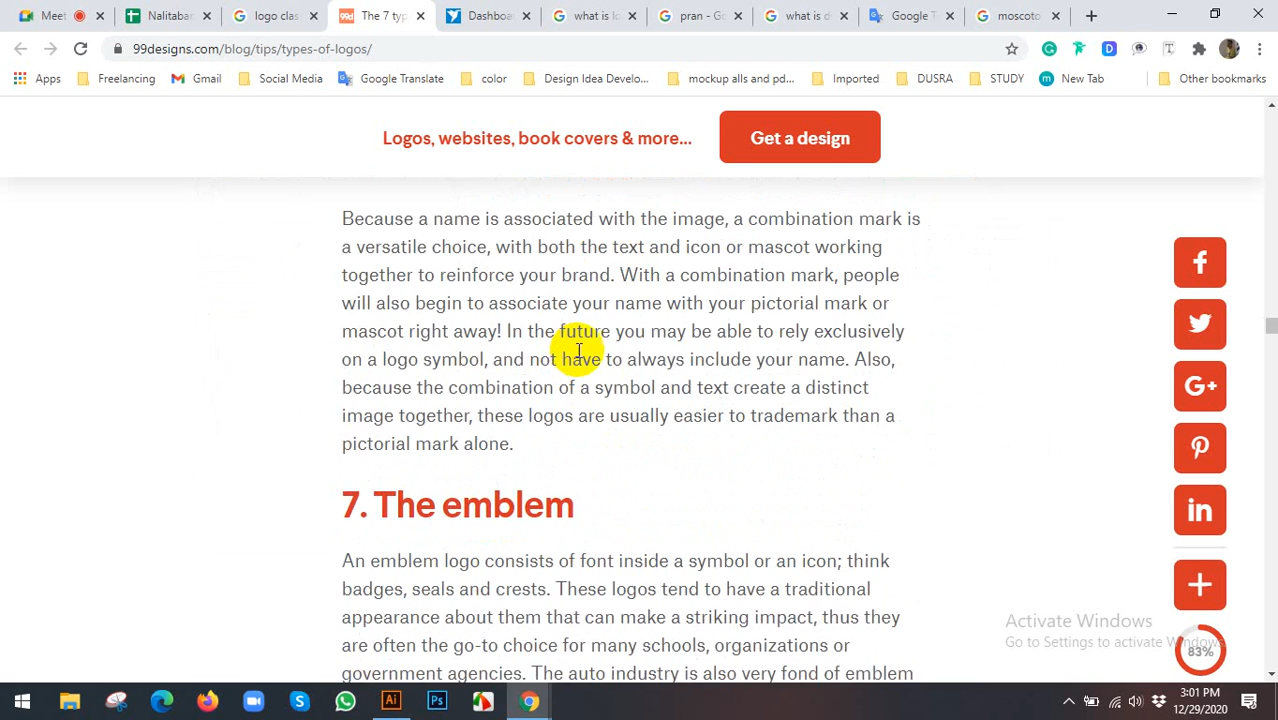 Meet
Nalitabar
logo clas
99d
The 7 typ
Dashboa
what is lo
pran - Go
what is c
Google T
moscota
99designs.com/blog/tips/types-of-logos/
Apps
Freelancing
Gmail
Social Media
Google Translate
color
Design Idea Develo...
mockup alls and pd...
Imported
DUSRA
STUDY
New Tab
Other bookmarks
Logos, websites, book covers & more...
Get a design
Because a name is associated with the image, a combination mark is
a versatile choice, with both the text and icon or mascot working
together to reinforce your brand. With a combination mark, people
will also begin to associate your name with your pictorial mark or
mascot right away! In the future you may be able to rely exclusively
on a logo symbol, and not have to always include your name. Also,
because the combination of a symbol and text create a distinct
image together, these logos are usually easier to trademark than a
pictorial mark alone.
7. The emblem
An emblem logo consists of font inside a symbol or an icon; think
badges, seals and crests. These logos tend to have a traditional
appearance about them that can make a striking impact, thus they
are often the go-to choice for many schools, organizations or
government agencies. The auto industry is also very fond of emblem
G+
in
Activate Windows
Go to Settings to activate Windows.
83%
Ai
Ps
3:01 PM
12/29/2020